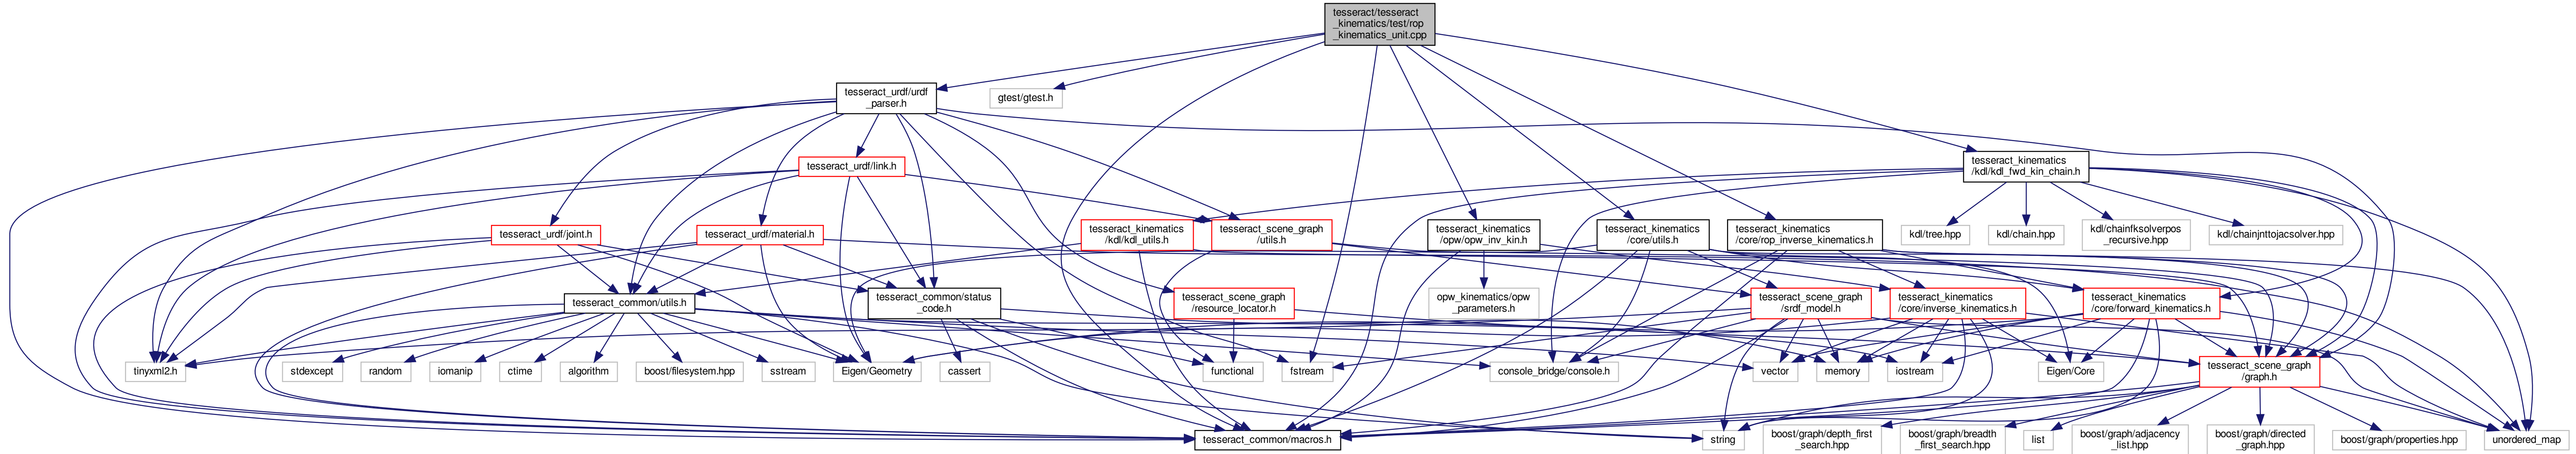 tesseract/tesseract
_kinematics/test/rop
_kinematics_unit.cpp
tesseract_urdf/urdf
_parser.h
gtest/gtest.h
tesseract_urdf/link.h
tesseract_kinematics
/kdl/kdl_fwd_kin_chain.h
tesseract_urdf/joint.h
tesseract_urdf/material.h
tesseract_kinematics
/kdl/kdl_utils.h
tesseract_scene_graph
/utils.h
tesseract_kinematics
/opw/opw_inv_kin.h
tesseract_kinematics
/core/utils.h
tesseract_kinematics
/core/rop_inverse_kinematics.h
kdl/tree.hpp
kdl/chain.hpp
kdl/chainfksolverpos
_recursive.hpp
kdl/chainjnttojacsolver.hpp
tesseract_common/utils.h
tesseract_common/status
_code.h
tesseract_scene_graph
/resource_locator.h
opw_kinematics/opw
_parameters.h
tesseract_scene_graph
/srdf_model.h
tesseract_kinematics
/core/inverse_kinematics.h
tesseract_kinematics
/core/forward_kinematics.h
tinyxml2.h
stdexcept
random
iomanip
ctime
algorithm
boost/filesystem.hpp
sstream
Eigen/Geometry
cassert
functional
fstream
console_bridge/console.h
vector
memory
iostream
Eigen/Core
tesseract_scene_graph
/graph.h
tesseract_common/macros.h
string
boost/graph/depth_first
_search.hpp
boost/graph/breadth
_first_search.hpp
list
boost/graph/adjacency
_list.hpp
boost/graph/directed
_graph.hpp
boost/graph/properties.hpp
unordered_map